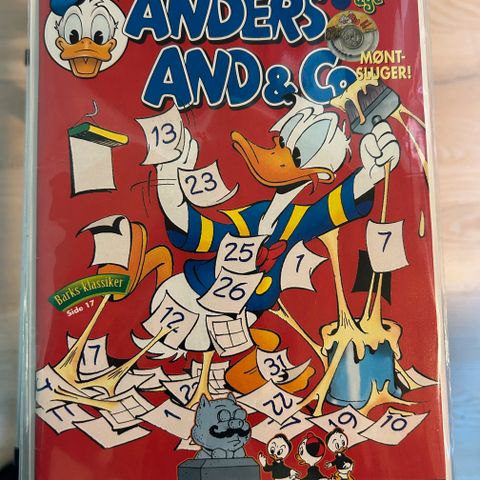 ANDERS
AND & Co.
MØNT-
SLUGER!
13
23
25
1
7
26
Barks-klassiker
Side 17
12
17
31
1
22
19
10